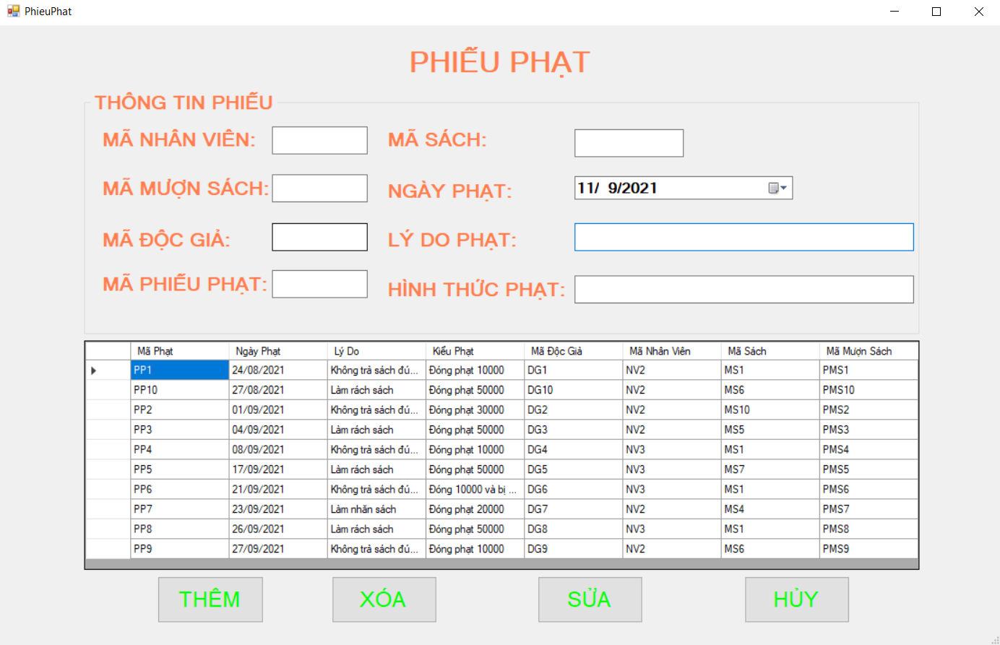 PhieuPhat
PHIẾU PHẠT
THÔNG TIN PHIẾU
MÃ NHÂN VIÊN: MÃ SÁCH:
MÃ MƯỢN SÁCH: NGÀY PHẠT: 11/ 9/2021
MÃ ĐỘC GIẢ: LÝ DO PHẠT:
MÃ PHIẾU PHẠT: HÌNH THỨC PHẠT:
Mã Phạt Ngày Phạt Lý Do Kiểu Phạt Mã Độc Giả Mã Nhân Viên Mã Sách Mã Mượn Sách
PP1 24/08/2021 Không trả sách đú... Đóng phạt 10000 DG1 NV2 MS1 PMS1
PP10 27/08/2021 Làm rách sách Đóng phạt 50000 DG10 NV2 MS6 PMS10
PP2 01/09/2021 Không trả sách đú... Đóng phạt 30000 DG2 NV2 MS10 PMS2
PP3 04/09/2021 Làm rách sách Đóng phạt 50000 DG3 NV2 MS5 PMS3
PP4 08/09/2021 Không trả sách đú... Đóng phạt 10000 DG4 NV3 MS1 PMS4
PP5 17/09/2021 Làm rách sách Đóng phạt 50000 DG5 NV3 MS7 PMS5
PP6 21/09/2021 Không trả sách đú... Đóng 10000 và bị ... DG6 NV3 MS1 PMS6
PP7 23/09/2021 Làm nhăn sách Đóng phạt 20000 DG7 NV2 MS4 PMS7
PP8 26/09/2021 Làm rách sách Đóng phạt 50000 DG8 NV3 MS1 PMS8
PP9 27/09/2021 Không trả sách đú... Đóng phạt 10000 DG9 NV2 MS6 PMS9
THÊM XÓA SỬA HỦY